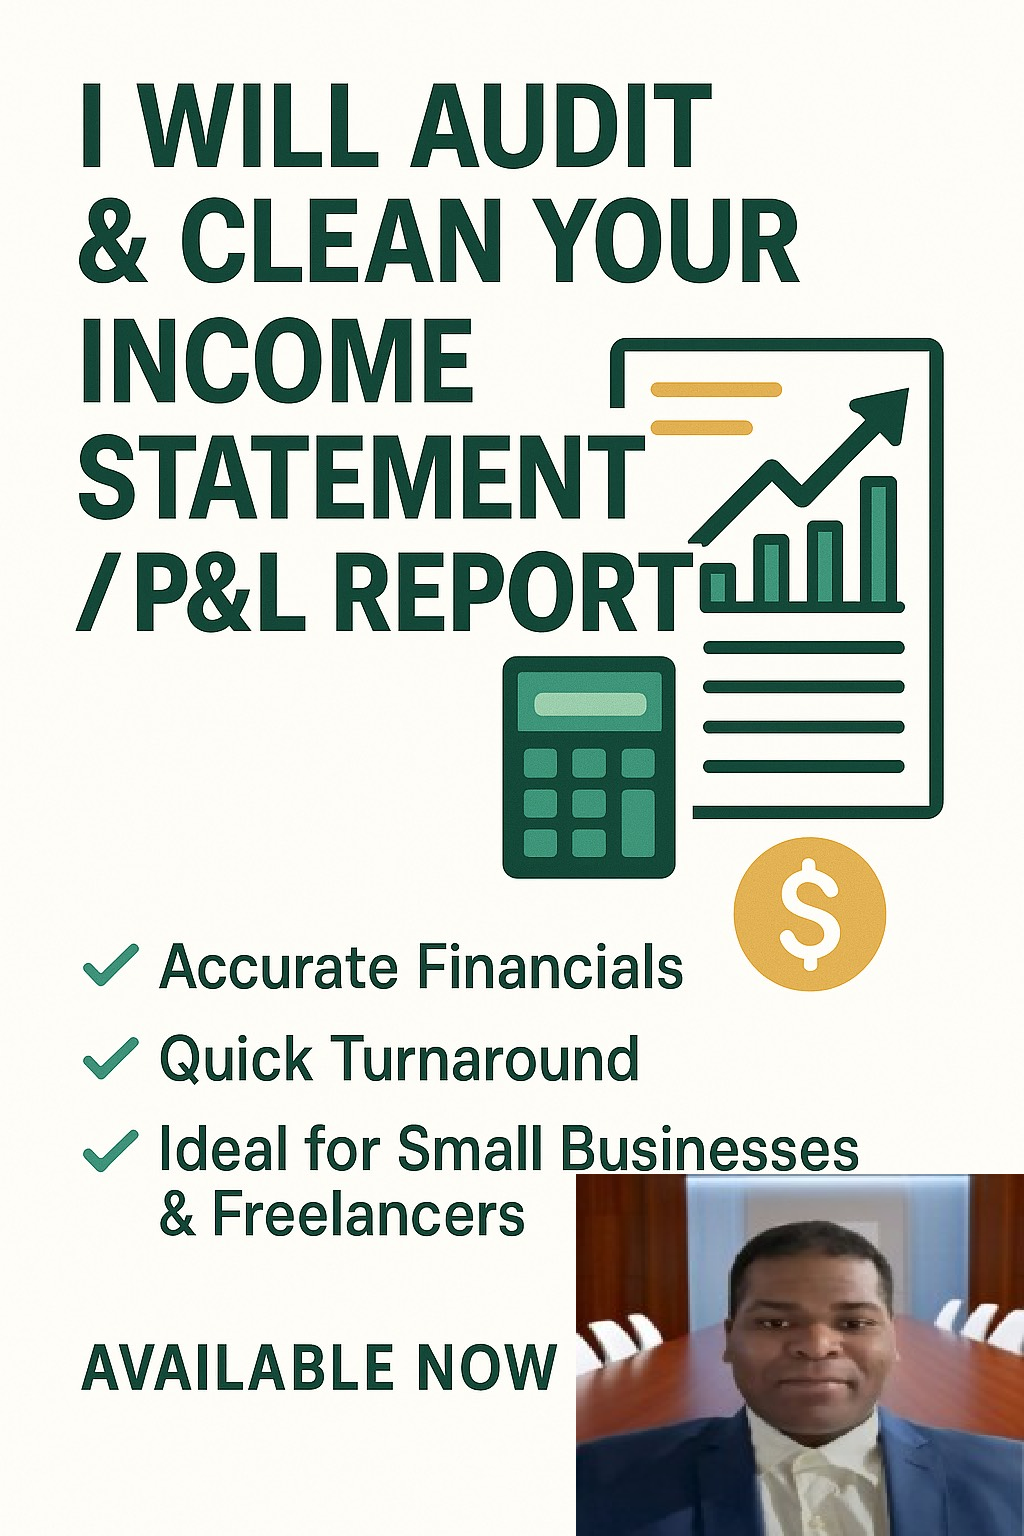 I WILL AUDIT
& CLEAN YOUR
INCOME
STATEMENT
/P&L REPORT
$
Accurate Financials
Quick Turnaround
Ideal for Small Businesses
& Freelancers
AVAILABLE NOW